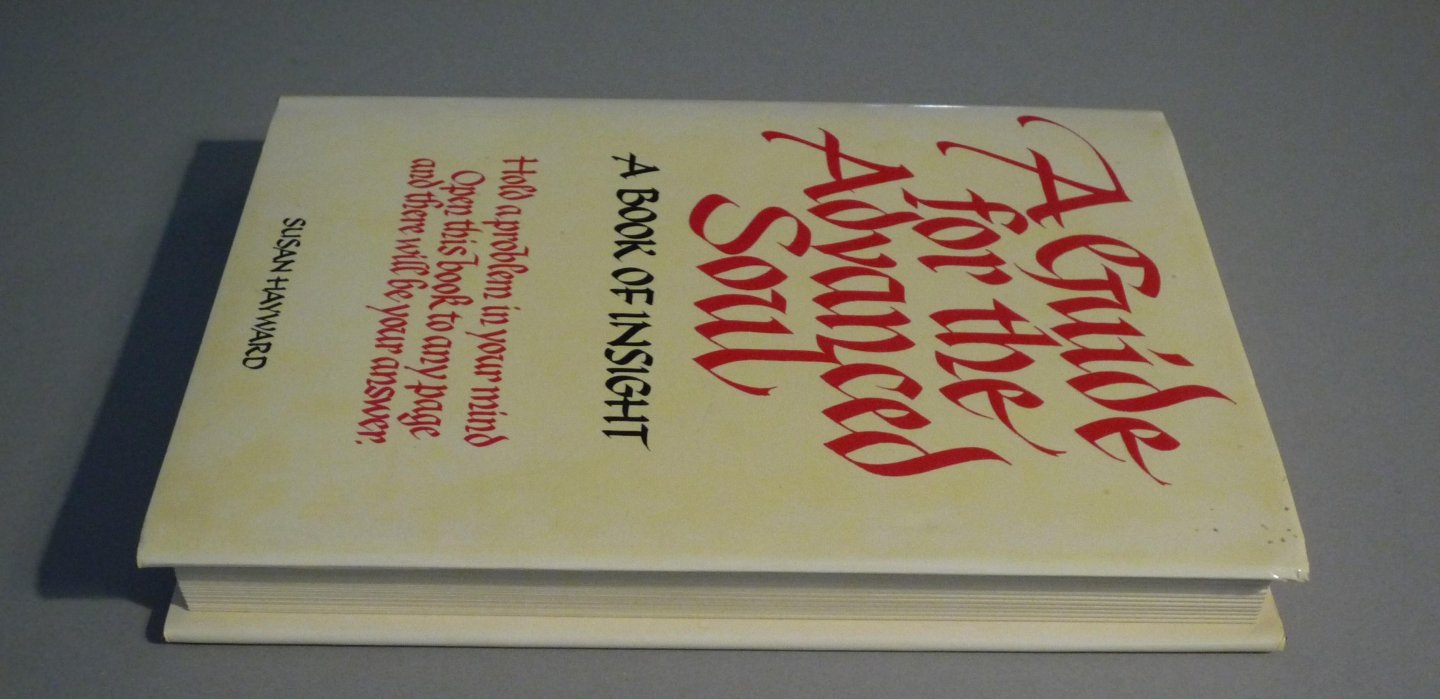 A Guide
for the
Advanced
Soul
A BOOK OF INSIGHT
Hold a problem in your mind
Open this book to any page
and there will be your answer.
SUSAN HAYWARD